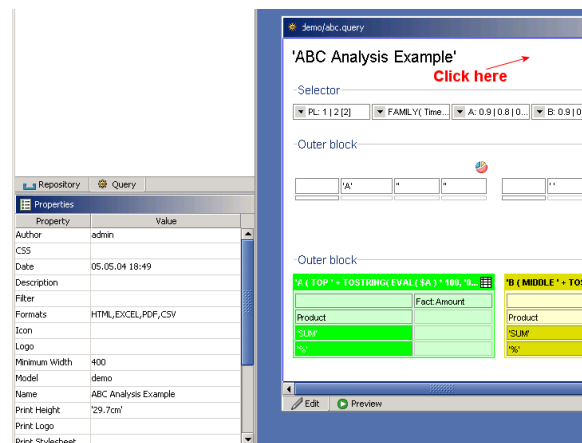 demo/abc.query
'ABC Analysis Example'
Click here
Selector
PL: 1 | 2 [2] FAMILY( Time... A: 0.9 | 0.8 | 0... B: 0.9 | 0
Outer block
'A' '' '' ' '
Repository Query
Properties
Property Value
Author admin
CSS
Date 05.05.04 18:49
Description
Filter
Formats HTML,EXCEL,PDF,CSV
Icon
Logo
Minimum Width 400
Model demo
Name ABC Analysis Example
Print Height '29.7cm'
Print Logo
Print Stylesheet
Outer block
'A ( TOP ' + TOSTRING( EVAL( $A ) * 100, '0... 'B ( MIDDLE ' + TOS
Fact:Amount
Product Product
'SUM' 'SUM'
'%' '%'
Edit Preview